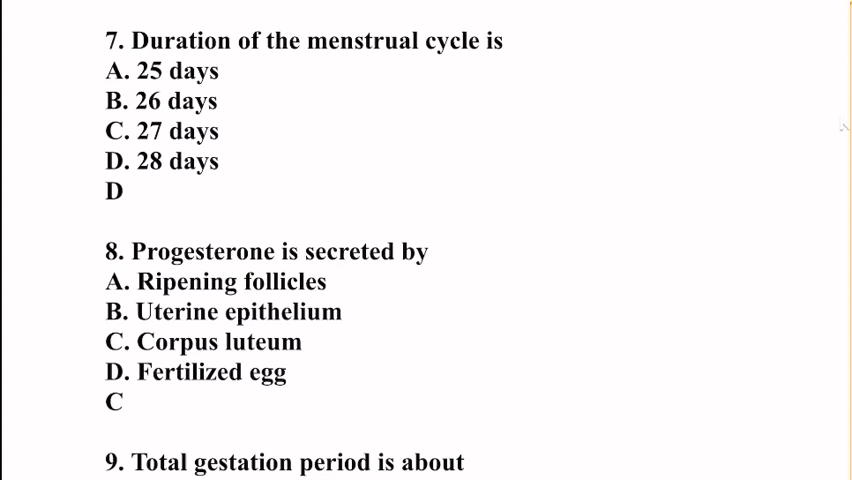 7. Duration of the menstrual cycle is
A. 25 days
B. 26 days
C. 27 days
D. 28 days
D
8. Progesterone is secreted by
A. Ripening follicles
B. Uterine epithelium
C. Corpus luteum
D. Fertilized egg
C
9. Total gestation period is about